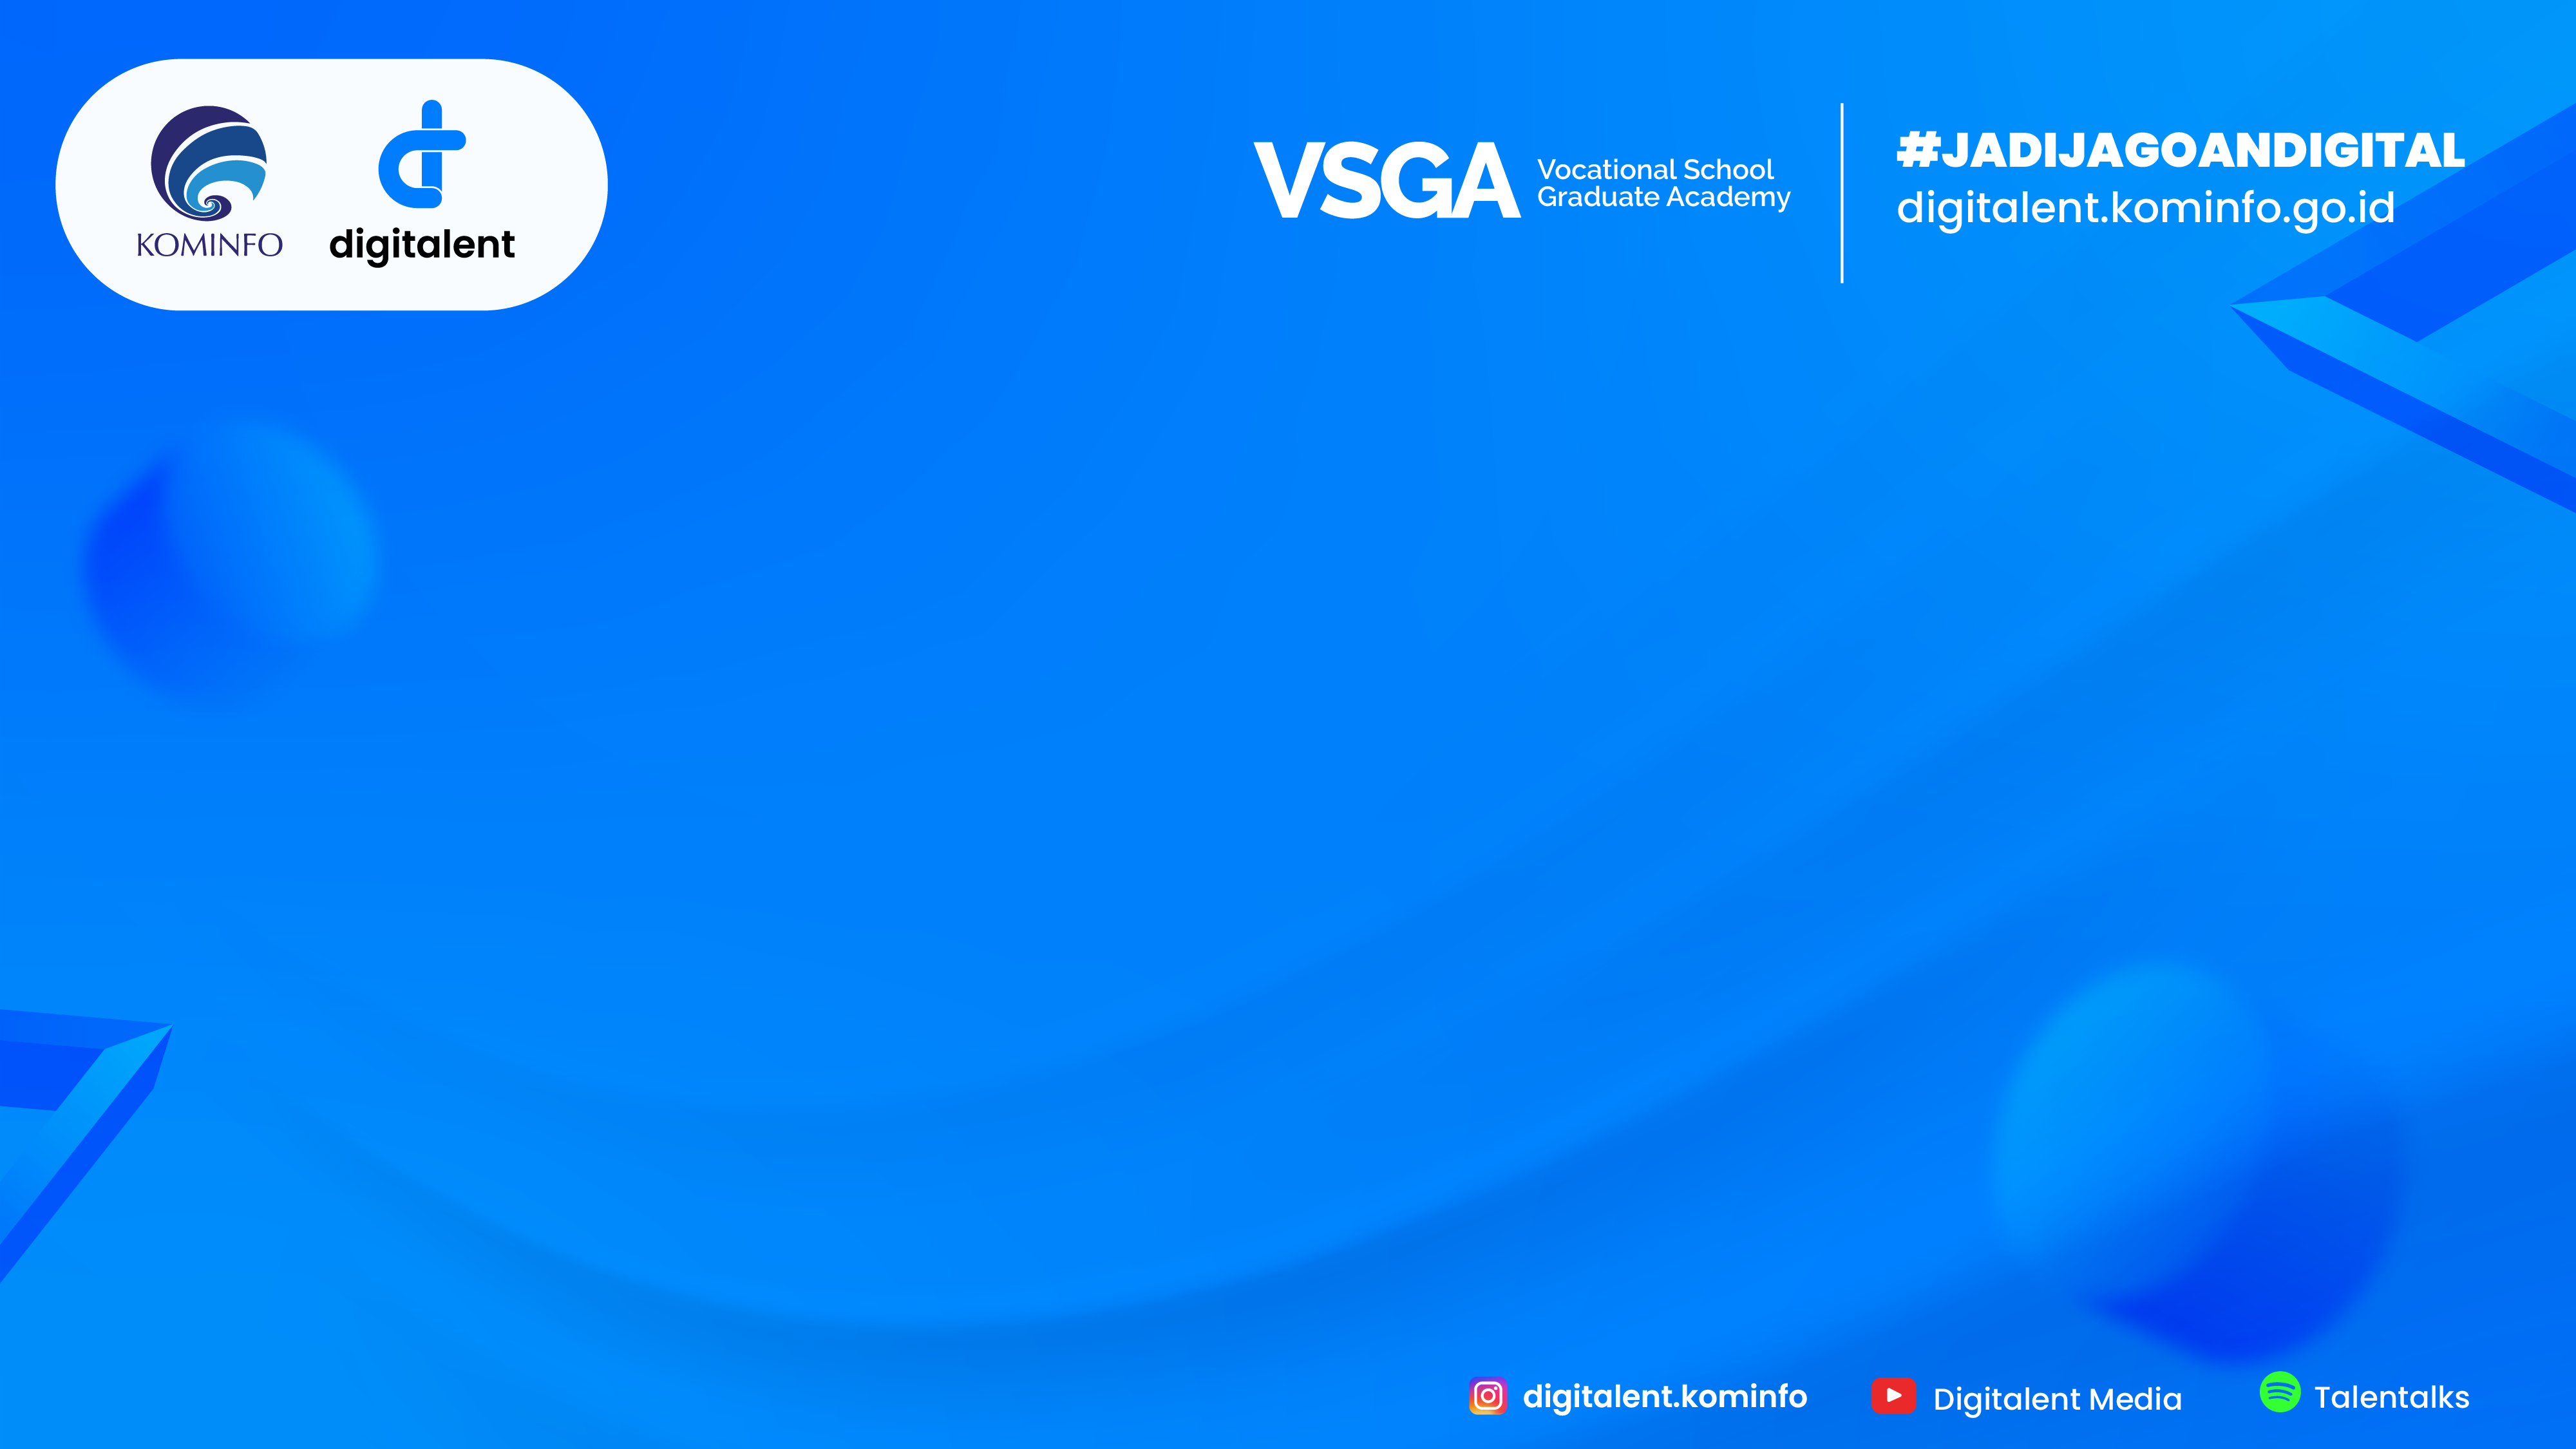 KOMINFO
digitalent
VSGA
Vocational School
Graduate Academy
#JADIJAGOANDIGITAL
digitalent.kominfo.go.id
digitalent.kominfo
Digitalent Media
Talentalks